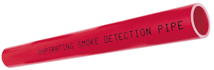 ASPIRATING SMOKE DETECTION PIPE